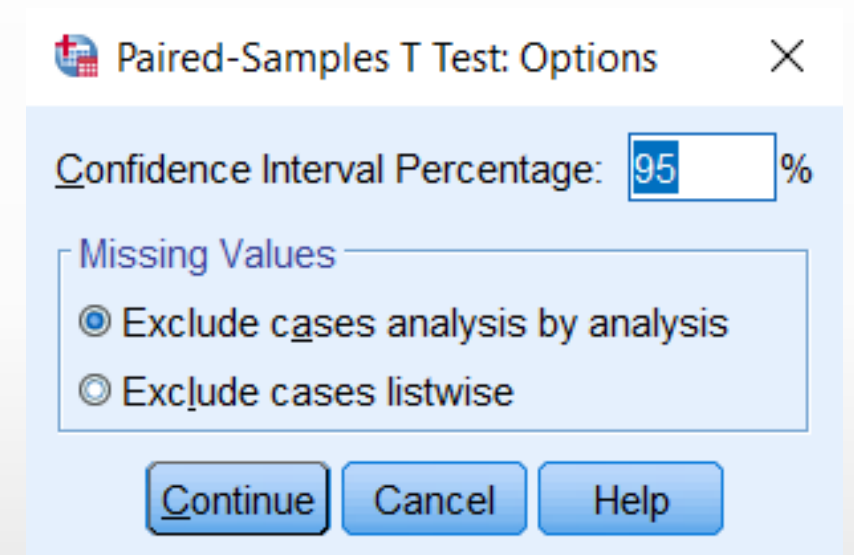 Paired-Samples T Test: Options
Confidence Interval Percentage: 95 %
Missing Values
Exclude cases analysis by analysis
Exclude cases listwise
Continue Cancel Help